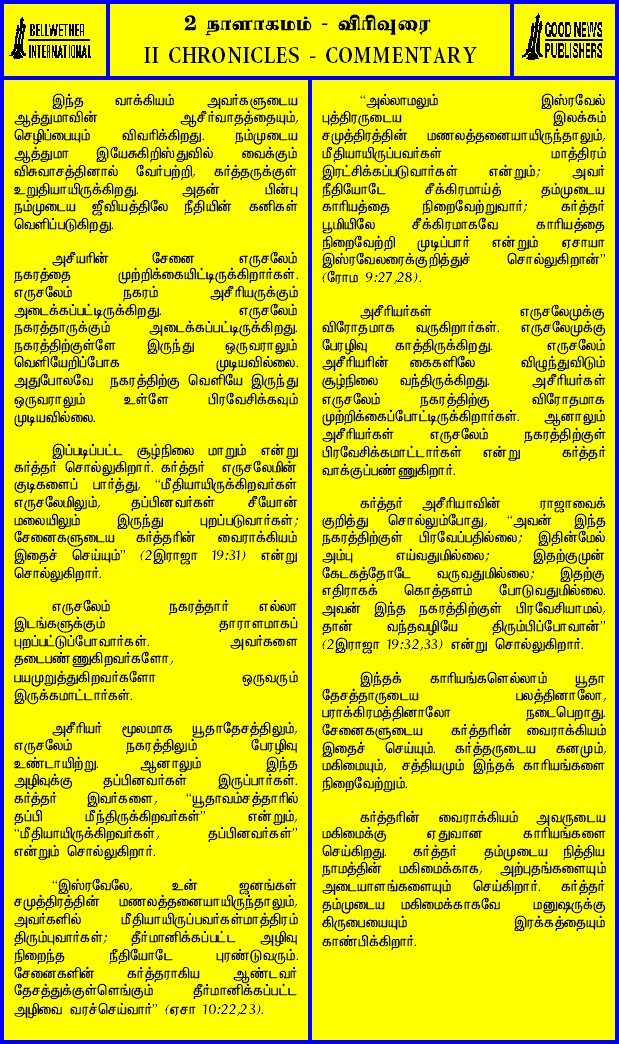 BELLWETHER
INTERNATIONAL
2 நாளாகமம் - விரிவுரை
II CHRONICLES - COMMENTARY
GOOD NEWS
PUBLISHERS
இந்த வாக்கியம் அவர்களுடைய
ஆத்துமாவின் ஆசீர்வாதத்தையும்,
செழிப்பையும் விவரிக்கிறது. நம்முடைய
ஆத்துமா இயேசுகிறிஸ்துவில் வைக்கும்
விசுவாசத்தினால் வேர்பற்றி, கர்த்தருக்குள்
உறுதியாயிருக்கிறது. அதன் பின்பு
நம்முடைய ஜீவியத்திலே நீதியின் கனிகள்
வெளிப்படுகிறது.
அசீயரின் சேனை எருசலேம்
நகரத்தை முற்றிக்கையிட்டிருக்கிறார்கள்.
எருசலேம் நகரம் அசீரியருக்கும்
அடைக்கப்பட்டிருக்கிறது. எருசலேம்
நகரத்தாருக்கும் அடைக்கப்பட்டிருக்கிறது.
நகரத்திற்குள்ளே இருந்து ஒருவராலும்
வெளியேறிப்போக முடியவில்லை.
அதுபோலவே நகரத்திற்கு வெளியே இருந்து
ஒருவராலும் உள்ளே பிரவேசிக்கவும்
முடியவில்லை.
இப்படிப்பட்ட சூழ்நிலை மாறும் என்று
கர்த்தர் சொல்லுகிறார். கர்த்தர் எருசலேமின்
குடிகளைப் பார்த்து, “மீதியாயிருக்கிறவர்கள்
எருசலேமிலும், தப்பினவர்கள் சீயோன்
மலையிலும் இருந்து புறப்படுவார்கள்;
சேனைகளுடைய கர்த்தரின் வைராக்கியம்
இதைச் செய்யும்” (2இராஜா 19:31) என்று
சொல்லுகிறார்.
எருசலேம் நகரத்தார் எல்லா
இடங்களுக்கும் தாராளமாகப்
புறப்பட்டுப்போவார்கள். அவர்களை
தடைபண்ணுகிறவர்களோ,
பயமுறுத்துகிறவர்களோ ஒருவரும்
இருக்கமாட்டார்கள்.
அசீரியர் மூலமாக யூதாதேசத்திலும்,
எருசலேம் நகரத்திலும் பேரழிவு
உண்டாயிற்று. ஆனாலும் இந்த
அழிவுக்கு தப்பினவர்கள் இருப்பார்கள்.
கர்த்தர் இவர்களை, “யூதாவம்சத்தாரில்
தப்பி மீந்திருக்கிறவர்கள்” என்றும்,
“மீதியாயிருக்கிறவர்கள், தப்பினவர்கள்”
என்றும் சொல்லுகிறார்.
“இஸ்ரவேலே, உன் ஜனங்கள்
சமுத்திரத்தின் மணலத்தனையாயிருந்தாலும்,
அவர்களில் மீதியாயிருப்பவர்கள்மாத்திரம்
திரும்புவார்கள்; தீர்மானிக்கப்பட்ட அழிவு
நிறைந்த நீதியோடே புரண்டுவரும்.
சேனைகளின் கர்த்தராகிய ஆண்டவர்
தேசத்துக்குள்ளெங்கும் தீர்மானிக்கப்பட்ட
அழிவை வரச்செய்வார்” (ஏசா 10:22,23).
“அல்லாமலும் இஸ்ரவேல்
புத்திரருடைய இலக்கம்
சமுத்திரத்தின் மணலத்தனையாயிருந்தாலும்,
மீதியாயிருப்பவர்கள் மாத்திரம்
இரட்சிக்கப்படுவார்கள் என்றும்; அவர்
நீதியோடே சீக்கிரமாய்த் தம்முடைய
காரியத்தை நிறைவேற்றுவார்; கர்த்தர்
பூமியிலே சீக்கிரமாகவே காரியத்தை
நிறைவேற்றி முடிப்பார் என்றும் ஏசாயா
இஸ்ரவேலரைக்குறித்துச் சொல்லுகிறான்”
(ரோம 9:27,28).
அசீரியர்கள் எருசலேமுக்கு
விரோதமாக வருகிறார்கள். எருசலேமுக்கு
பேரழிவு காத்திருக்கிறது. எருசலேம்
அசீரியரின் கைகளிலே விழுந்துவிடும்
சூழ்நிலை வந்திருக்கிறது. அசீரியர்கள்
எருசலேம் நகரத்திற்கு விரோதமாக
முற்றிக்கைப்போட்டிருக்கிறார்கள். ஆனாலும்
அசீரியர்கள் எருசலேம் நகரத்திற்குள்
பிரவேசிக்கமாட்டார்கள் என்று கர்த்தர்
வாக்குப்பண்ணுகிறார்.
கர்த்தர் அசீரியாவின் ராஜாவைக்
குறித்து சொல்லும்போது, “அவன் இந்த
நகரத்திற்குள் பிரவேப்பதில்லை; இதின்மேல்
அம்பு எய்வதுமில்லை; இதற்குமுன்
கேடகத்தோடே வருவதுமில்லை; இதற்கு
எதிராகக் கொத்தளம் போடுவதுமில்லை.
அவன் இந்த நகரத்திற்குள் பிரவேசியாமல்,
தான் வந்தவழியே திரும்பிப்போவான்”
(2இராஜா 19:32,33) என்று சொல்லுகிறார்.
இந்தக் காரியங்களெல்லாம் யூதா
தேசத்தாருடைய பலத்தினாலோ,
பராக்கிரமத்தினாலோ நடைபெறாது.
சேனைகளுடைய கர்த்தரின் வைராக்கியம்
இதைச் செய்யும். கர்த்தருடைய கனமும்,
மகிமையும், சத்தியமும் இந்தக் காரியங்களை
நிறைவேற்றும்.
கர்த்தரின் வைராக்கியம் அவருடைய
மகிமைக்கு ஏதுவான காரியங்களை
செய்கிறது. கர்த்தர் தம்முடைய நித்திய
நாமத்தின் மகிமைக்காக, அற்புதங்களையும்
அடையாளங்களையும் செய்கிறார். கர்த்தர்
தம்முடைய மகிமைக்காகவே மனுஷருக்கு
கிருபையையும் இரக்கத்தையும்
காண்பிக்கிறார்.